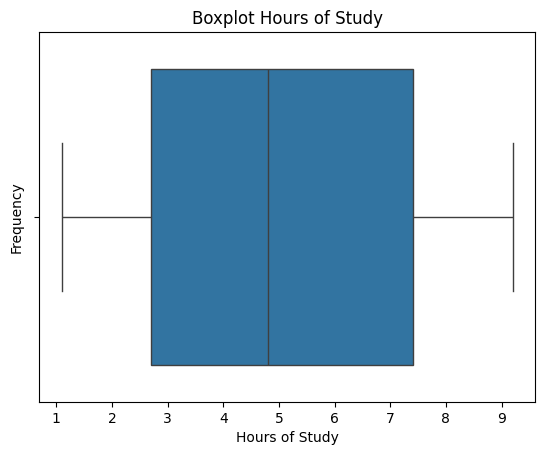 Boxplot Hours of Study
Frequency
1 2 3 4 5 6 7 8 9
Hours of Study